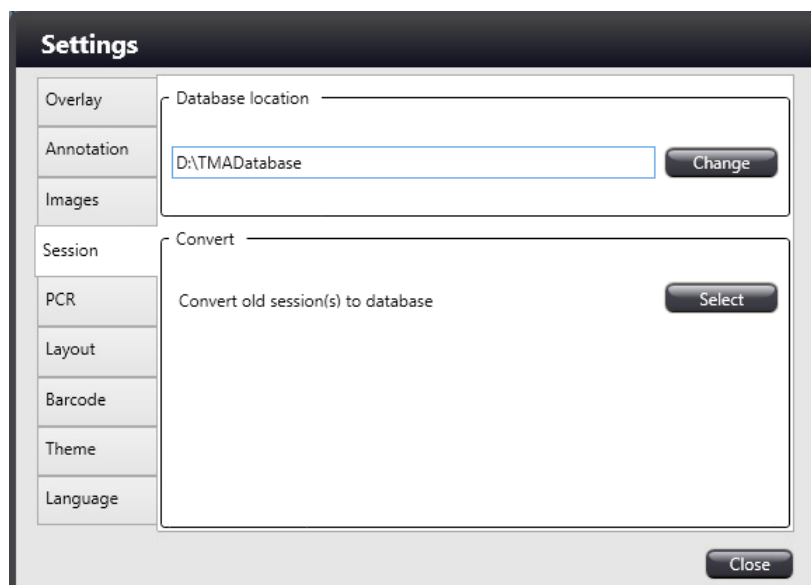 Settings
Overlay
Annotation
Images
Session
PCR
Layout
Barcode
Theme
Language
Database location
D:\TMADatabase
Change
Convert
Convert old session(s) to database
Select
Close